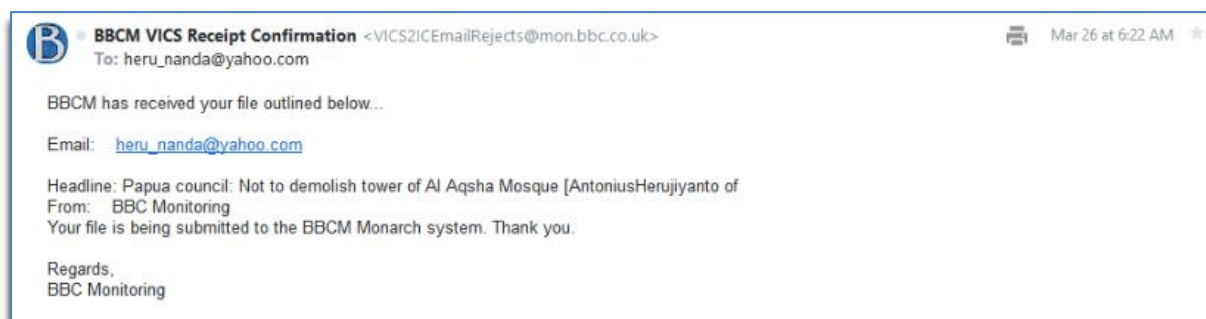 B
BBCM VICS Receipt Confirmation <VICS2ICEmailRejects@mon.bbc.co.uk> Mar 26 at 6:22 AM
To: heru_nanda@yahoo.com
BBCM has received your file outlined below...
Email: heru_nanda@yahoo.com
Headline: Papua council: Not to demolish tower of Al Aqsha Mosque [AntoniusHerujiyanto of
From: BBC Monitoring
Your file is being submitted to the BBCM Monarch system. Thank you.
Regards,
BBC Monitoring